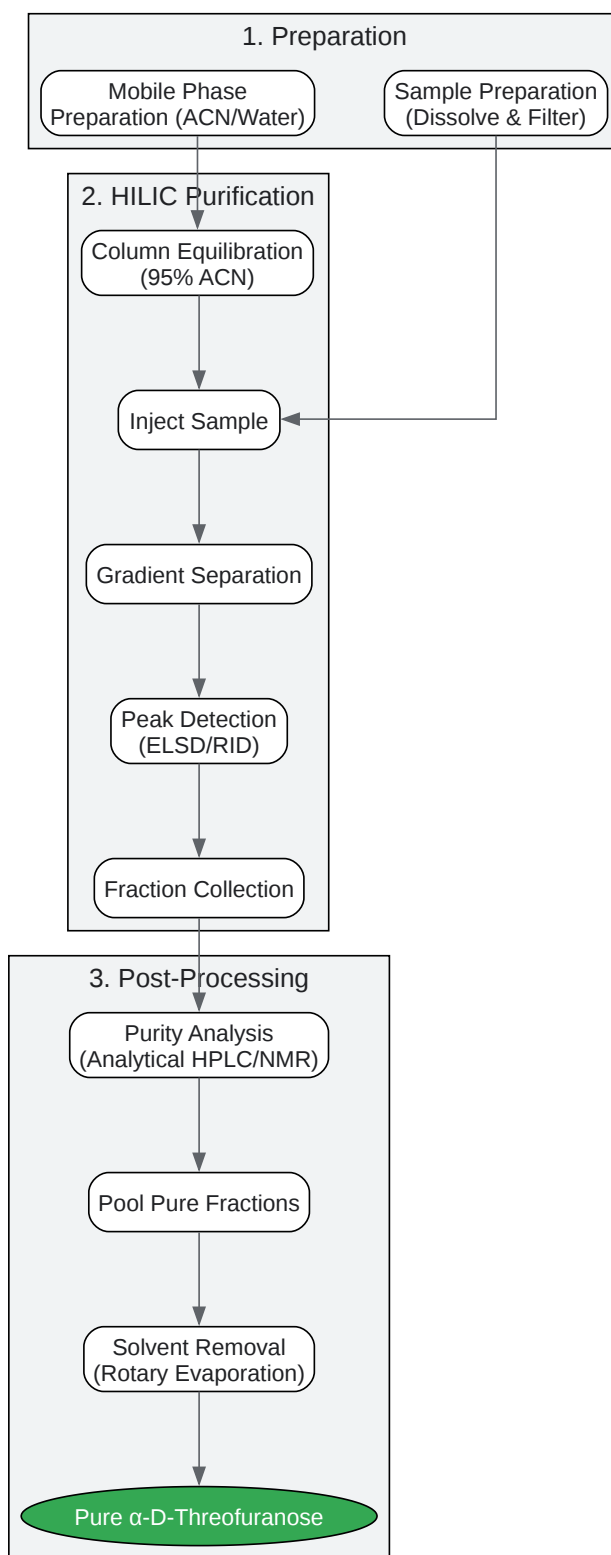 1. Preparation
Mobile Phase
Preparation (ACN/Water)
Sample Preparation
(Dissolve & Filter)
2. HILIC Purification
Column Equilibration
(95% ACN)
Inject Sample
Gradient Separation
Peak Detection
(ELSD/RID)
Fraction Collection
3. Post-Processing
Purity Analysis
(Analytical HPLC/NMR)
Pool Pure Fractions
Solvent Removal
(Rotary Evaporation)
Pure α-D-Threofuranose